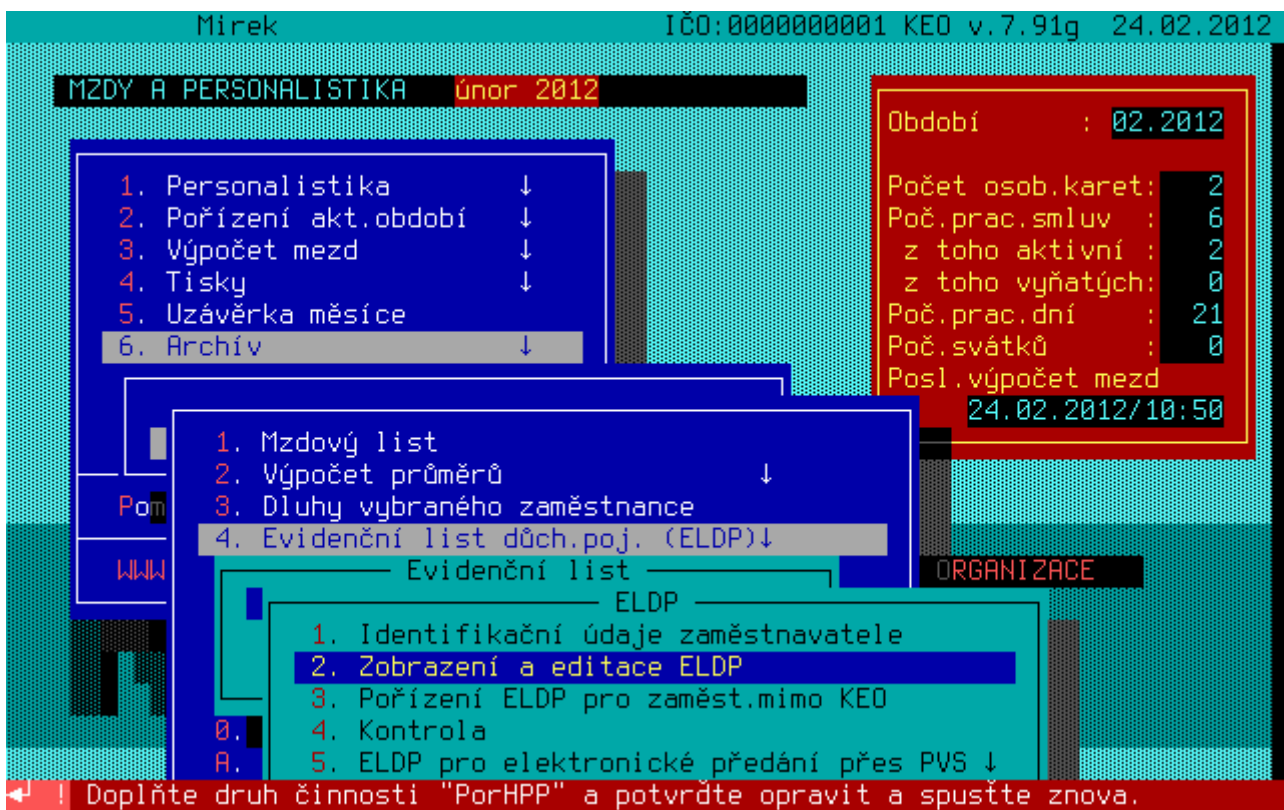 Mirek IČO:0000000001 KEO v.7.91g 24.02.2012
MZDY A PERSONALISTIKA únor 2012
1. Personalistika ↓
2. Pořízení akt.období ↓
3. Výpočet mezd ↓
4. Tisky ↓
5. Uzávěrka měsíce
6. Archív ↓
Období : 02.2012
Počet osob.karet: 2
Poč.prac.smluv : 6
z toho aktivní : 2
z toho vyňatých: 0
Poč.prac.dní : 21
Poč.svátků : 0
Posl.výpočet mezd
24.02.2012/10:50
1. Mzdový list
2. Výpočet průměrů ↓
3. Dluhy vybraného zaměstnance
4. Evidenční list důch.poj. (ELDP)↓
Pom
WWW
ORGANIZACE
Evidenční list
0.
A.
ELDP
1. Identifikační údaje zaměstnavatele
2. Zobrazení a editace ELDP
3. Pořízení ELDP pro zaměst.mimo KEO
4. Kontrola
5. ELDP pro elektronické předání přes PVS ↓
! Doplňte druh činnosti "PorHPP" a potvrďte opravit a spusťte znova.